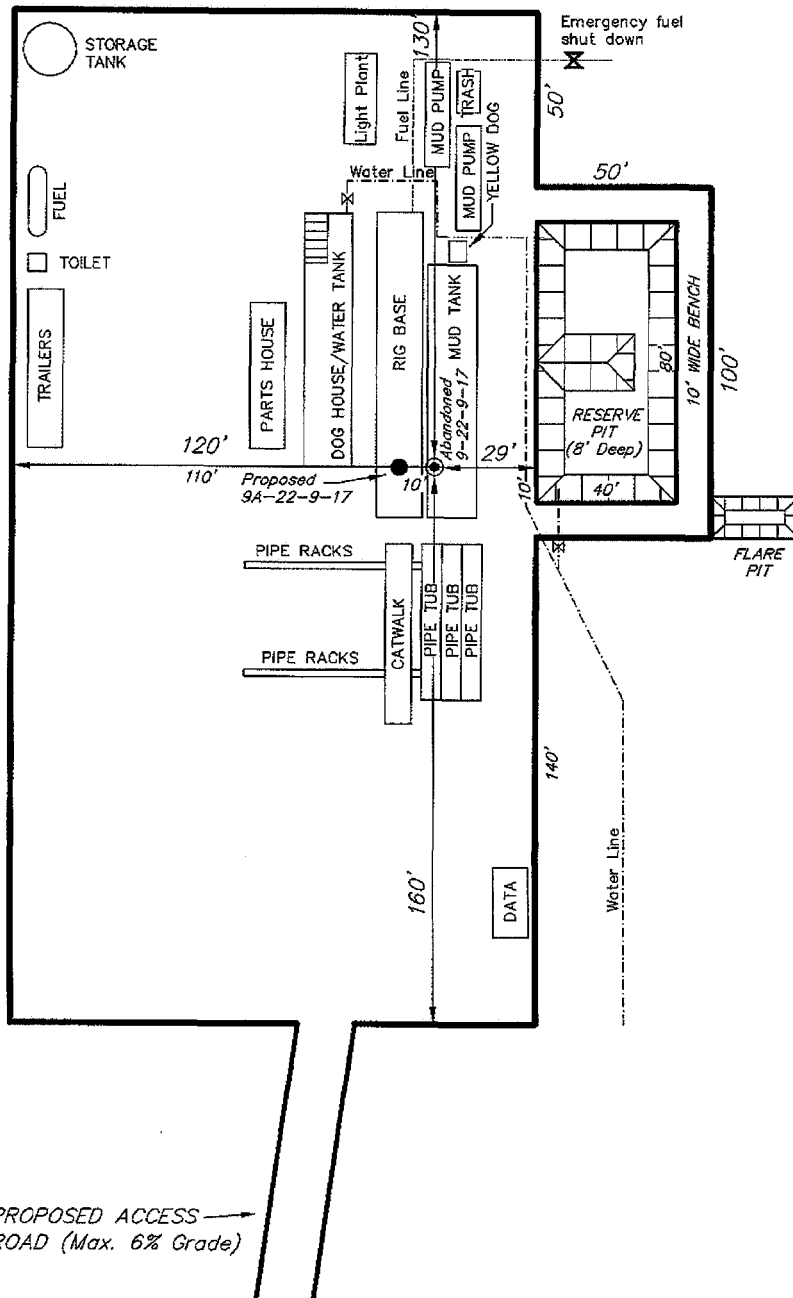 STORAGE
TANK
130'
Emergency fuel
shut down
Light Plant
Fuel Line
MUD PUMP
TRASH
50'
MUD PUMP
YELLOW DOG
Water Line
50'
FUEL
TOILET
TRAILERS
PARTS HOUSE
DOG HOUSE/WATER TANK
RIG BASE
MUD TANK
Abandoned
9-22-9-17
80'
10' WIDE BENCH
100'
RESERVE
PIT
(8' Deep)
120'
110'
Proposed
9A-22-9-17
10'
29'
10'
40'
FLARE
PIT
PIPE RACKS
PIPE RACKS
CATWALK
PIPE TUB
PIPE TUB
PIPE TUB
140'
160'
DATA
Water Line
PROPOSED ACCESS
ROAD (Max. 6% Grade)